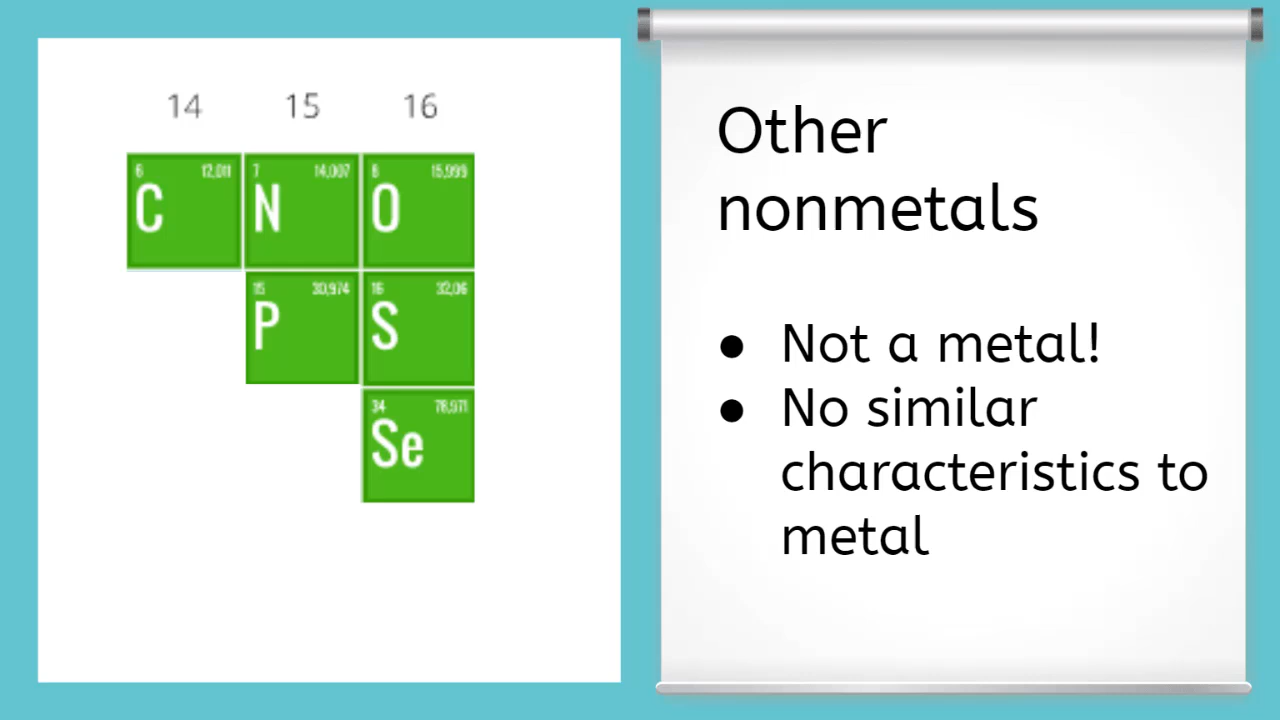 14 15 16
6 12,011 7 14,007 8 15,999
C N O
15 30,974 16 32,06
P S
34 78,971
Se
Other
nonmetals
● Not a metal!
● No similar
characteristics to
metal